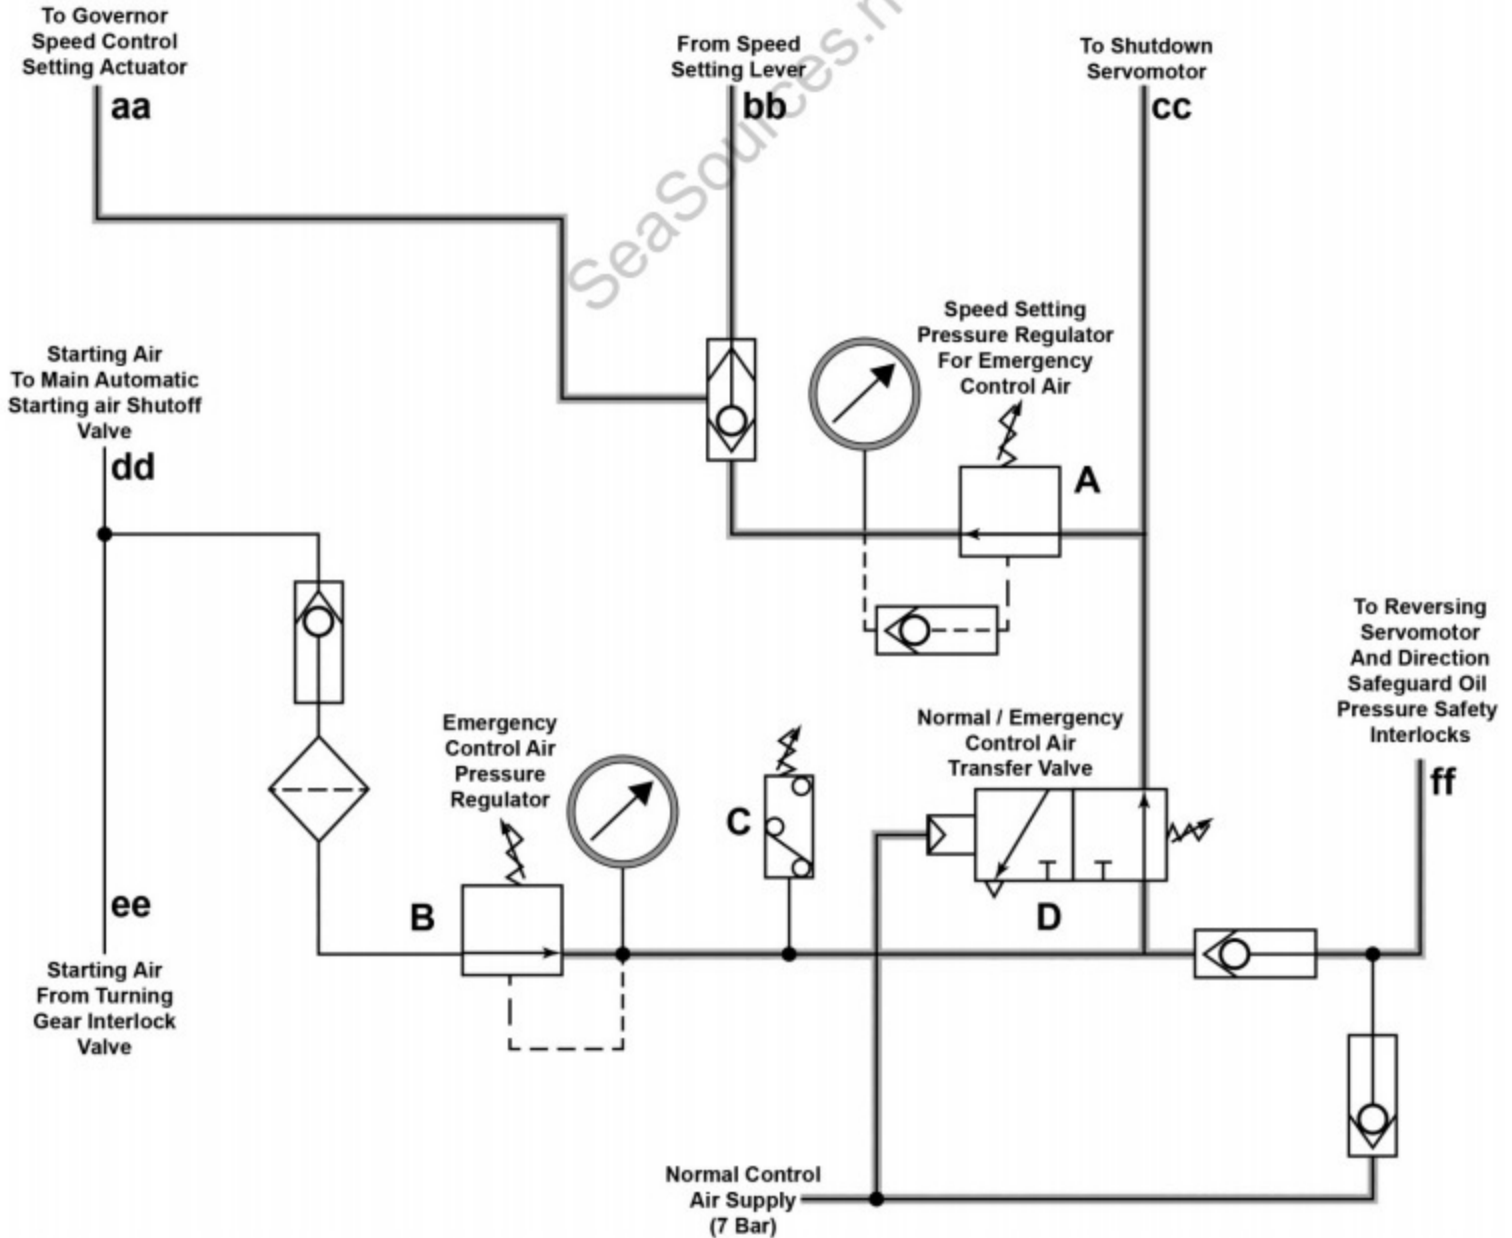 To Governor
Speed Control
Setting Actuator
aa
From Speed
Setting Lever
bb
To Shutdown
Servomotor
cc
SeaSources.n
Speed Setting
Pressure Regulator
For Emergency
Control Air
A
Starting Air
To Main Automatic
Starting air Shutoff
Valve
dd
To Reversing
Servomotor
And Direction
Safeguard Oil
Pressure Safety
Interlocks
ff
Emergency
Control Air
Pressure
Regulator
B
C
Normal / Emergency
Control Air
Transfer Valve
D
ee
Starting Air
From Turning
Gear Interlock
Valve
Normal Control
Air Supply
(7 Bar)